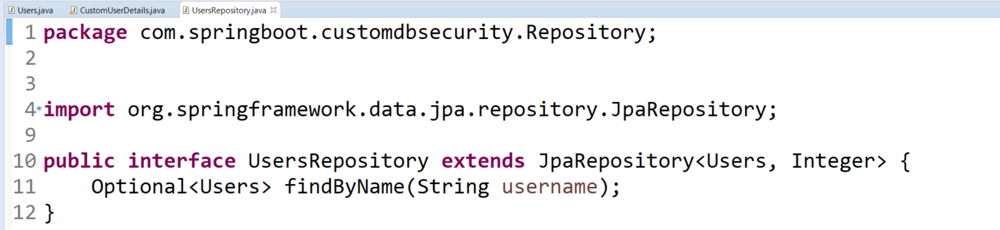 Users.java CustomUserDetails.java UsersRepository.java
1 package com.springboot.customdbsecurity.Repository;
2
3
4 import org.springframework.data.jpa.repository.JpaRepository;
9
10 public interface UsersRepository extends JpaRepository<Users, Integer> {
11 Optional<Users> findByName(String username);
12 }